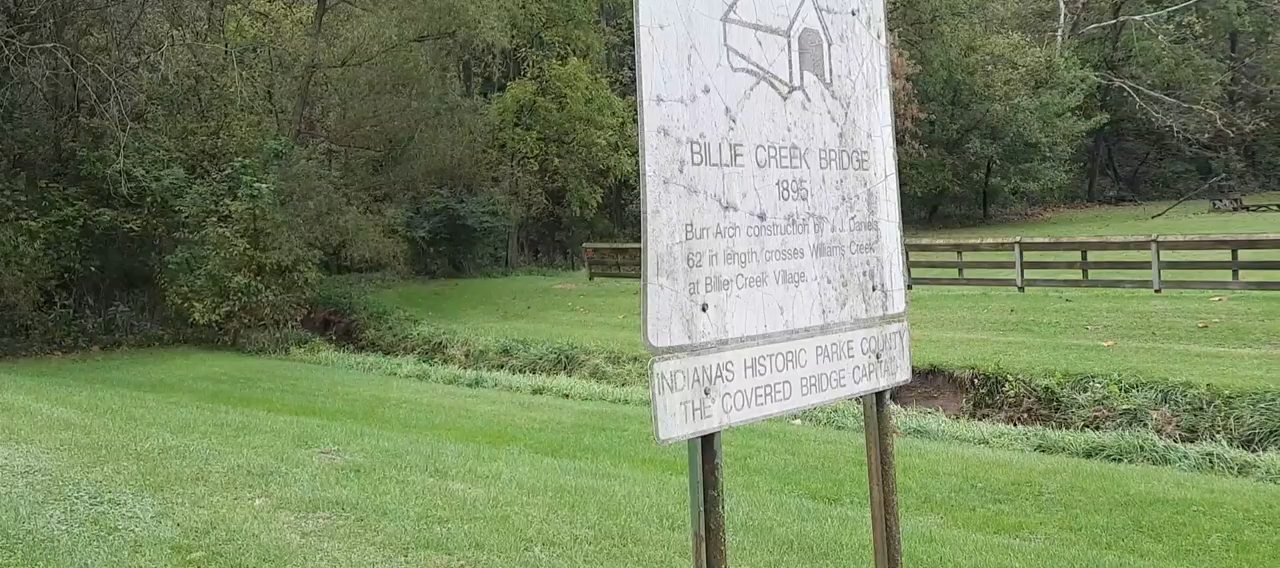 BILLIE CREEK BRIDGE
1895
Burr Arch construction by J.J. Daniels
62' in length, crosses Williams Creek
at Billie Creek Village.
INDIANA'S HISTORIC PARKE COUNTY
"THE COVERED BRIDGE CAPITAL"